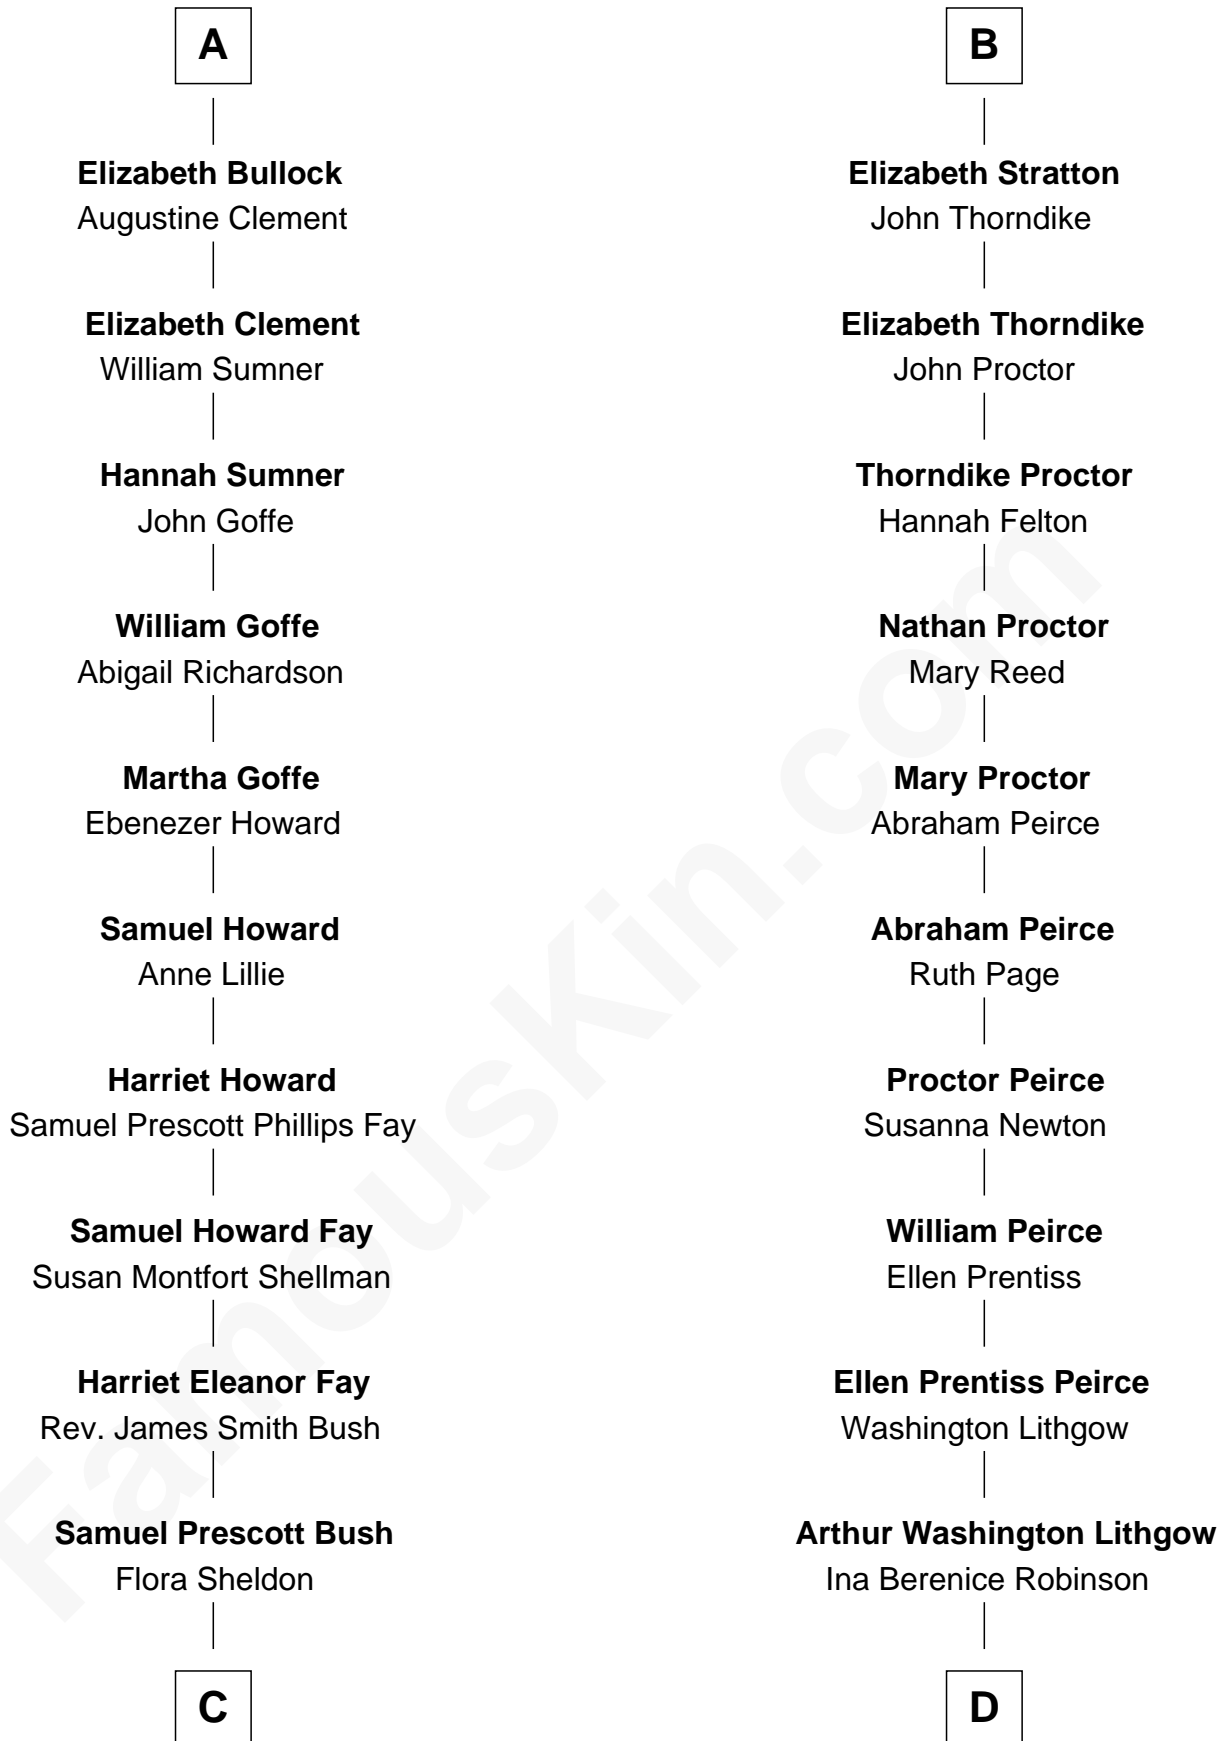 A
Elizabeth Bullock
Augustine Clement
Elizabeth Clement
William Sumner
Hannah Sumner
John Goffe
William Goffe
Abigail Richardson
Martha Goffe
Ebenezer Howard
Samuel Howard
Anne Lillie
Harriet Howard
Samuel Prescott Phillips Fay
Samuel Howard Fay
Susan Montfort Shellman
Harriet Eleanor Fay
Rev. James Smith Bush
Samuel Prescott Bush
Flora Sheldon
C
B
Elizabeth Stratton
John Thorndike
Elizabeth Thorndike
John Proctor
Thorndike Proctor
Hannah Felton
Nathan Proctor
Mary Reed
Mary Proctor
Abraham Peirce
Abraham Peirce
Ruth Page
Proctor Peirce
Susanna Newton
William Peirce
Ellen Prentiss
Ellen Prentiss Peirce
Washington Lithgow
Arthur Washington Lithgow
Ina Berenice Robinson
D
FamousKin.com